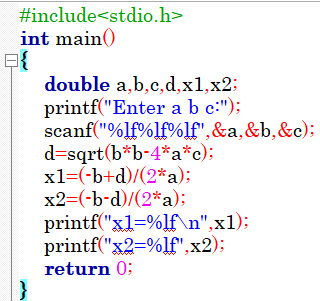 #include<stdio.h>
int main()
{
double a,b,c,d,x1,x2;
printf("Enter a b c:");
scanf("%lf%lf%lf",&a,&b,&c);
d=sqrt(b*b-4*a*c);
x1=(-b+d)/(2*a);
x2=(-b-d)/(2*a);
printf("x1=%lf\n",x1);
printf("x2=%lf",x2);
return 0;
}